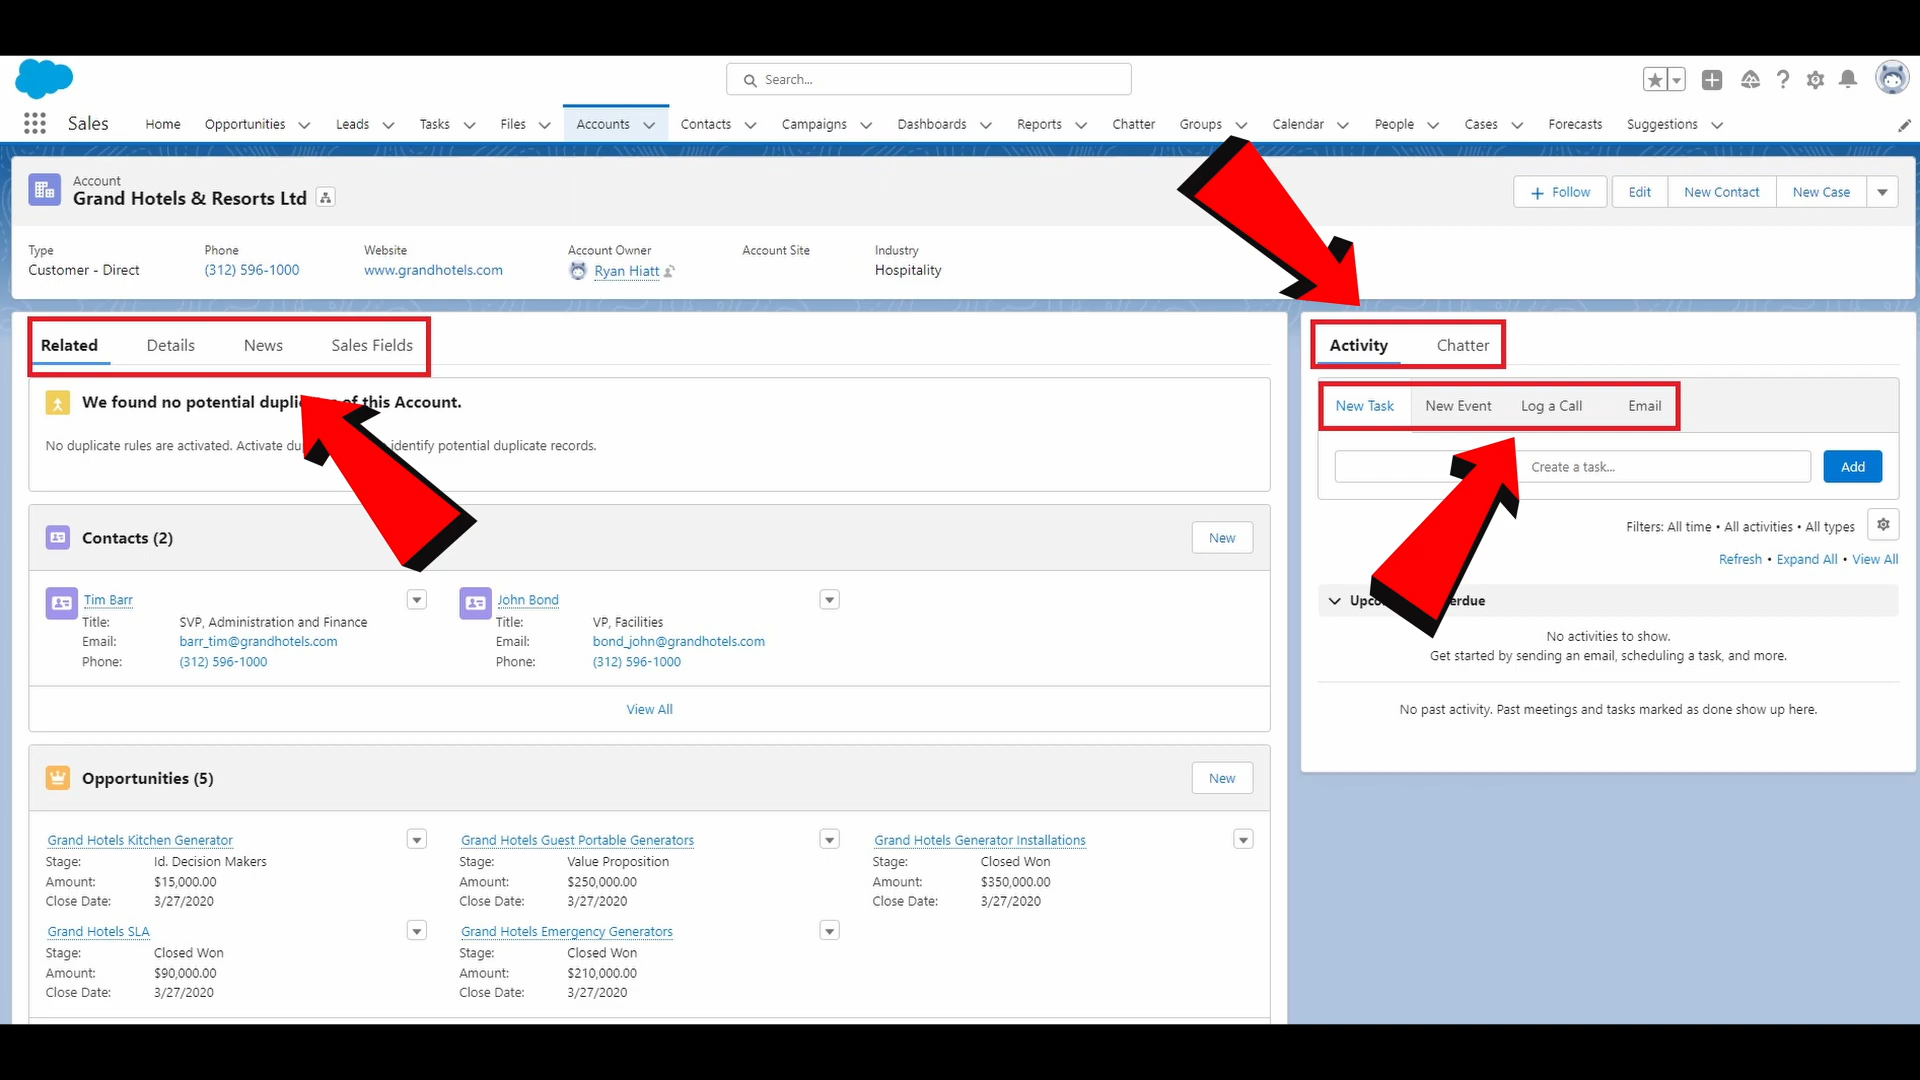 Search...
Sales Home Opportunities Leads Tasks Files Accounts Contacts Campaigns Dashboards Reports Chatter Groups Calendar People Cases Forecasts Suggestions
Account
Grand Hotels & Resorts Ltd
Follow Edit New Contact New Case
Type Phone Website Account Owner Account Site Industry
Customer - Direct (312) 596-1000 www.grandhotels.com Ryan Hiatt Hospitality
Related Details News Sales Fields
We found no potential of this Account.
No duplicate rules are activated. Activate identify potential duplicate records.
Contacts (2) New
Tim Barr
Title: SVP, Administration and Finance
Email: barr_tim@grandhotels.com
Phone: (312) 596-1000
John Bond
Title: VP, Facilities
Email: bond_john@grandhotels.com
Phone: (312) 596-1000
View All
Opportunities (5) New
Grand Hotels Kitchen Generator
Stage: Id. Decision Makers
Amount: $15,000.00
Close Date: 3/27/2020
Grand Hotels Guest Portable Generators
Stage: Value Proposition
Amount: $250,000.00
Close Date: 3/27/2020
Grand Hotels Generator Installations
Stage: Closed Won
Amount: $350,000.00
Close Date: 3/27/2020
Grand Hotels SLA
Stage: Closed Won
Amount: $90,000.00
Close Date: 3/27/2020
Grand Hotels Emergency Generators
Stage: Closed Won
Amount: $210,000.00
Close Date: 3/27/2020
Activity Chatter
New Task New Event Log a Call Email
Create a task... Add
Filters: All time • All activities • All types
Refresh • Expand All • View All
No activities to show.
Get started by sending an email, scheduling a task, and more.
No past activity. Past meetings and tasks marked as done show up here.